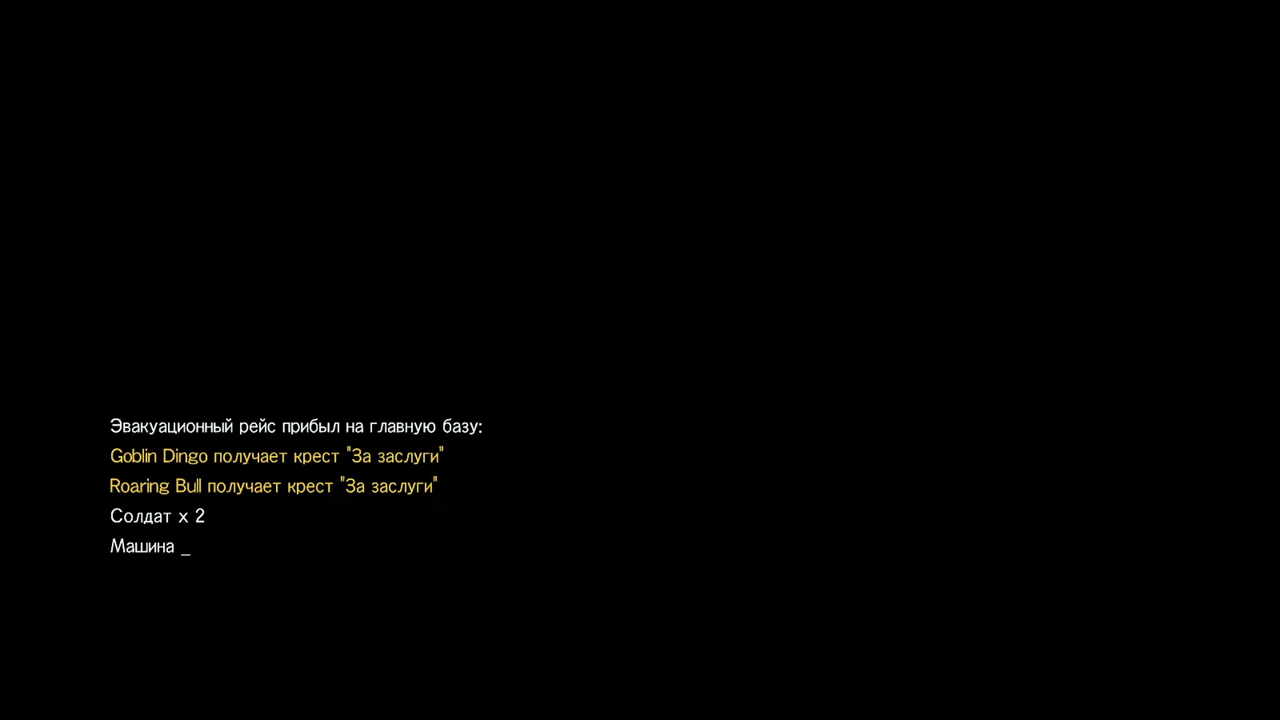 Эвакуационный рейс прибыл на главную базу:
Goblin Dingo получает крест "За заслуги"
Roaring Bull получает крест "За заслуги"
Солдат x 2
Машина _